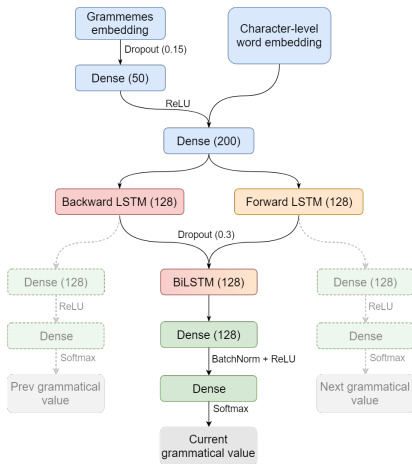 Grammemes
embedding
Character-level
word embedding
Dropout (0.15)
Dense (50)
ReLU
Dense (200)
Backward LSTM (128)
Forward LSTM (128)
Dropout (0.3)
Dense (128)
BiLSTM (128)
Dense (128)
ReLU
ReLU
Dense
Dense (128)
Dense
Softmax
BatchNorm + ReLU
Softmax
Prev grammatical
value
Dense
Next grammatical
value
Softmax
Current
grammatical value